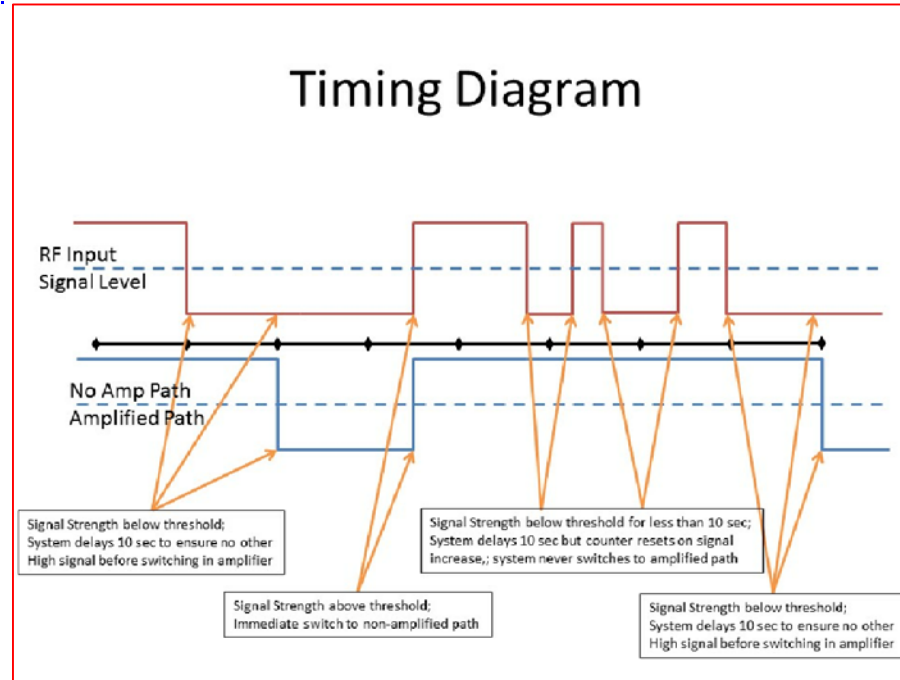 Timing Diagram
RF Input
Signal Level
No Amp Path
Amplified Path
Signal Strength below threshold;
System delays 10 sec to ensure no other
High signal before switching in amplifier
Signal Strength above threshold;
Immediate switch to non-amplified path
Signal Strength below threshold for less than 10 sec;
System delays 10 sec but counter resets on signal
increase,; system never switches to amplified path
Signal Strength below threshold;
System delays 10 sec to ensure no other
High signal before switching in amplifier